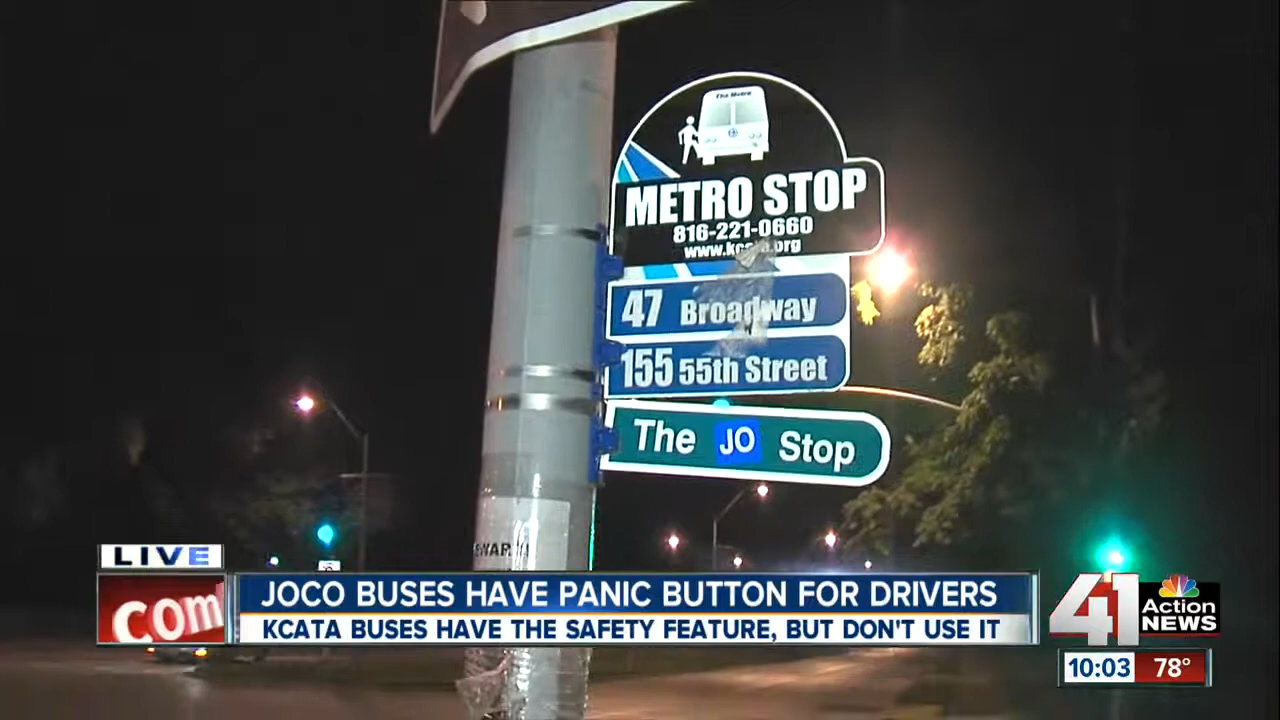 The Metro
METRO STOP
816-221-0660
www.kcata.org
47 Broadway
155 55th Street
The JO Stop
LIVE
com
JOCO BUSES HAVE PANIC BUTTON FOR DRIVERS
KCATA BUSES HAVE THE SAFETY FEATURE, BUT DON'T USE IT
41 Action
NEWS
10:03 78°